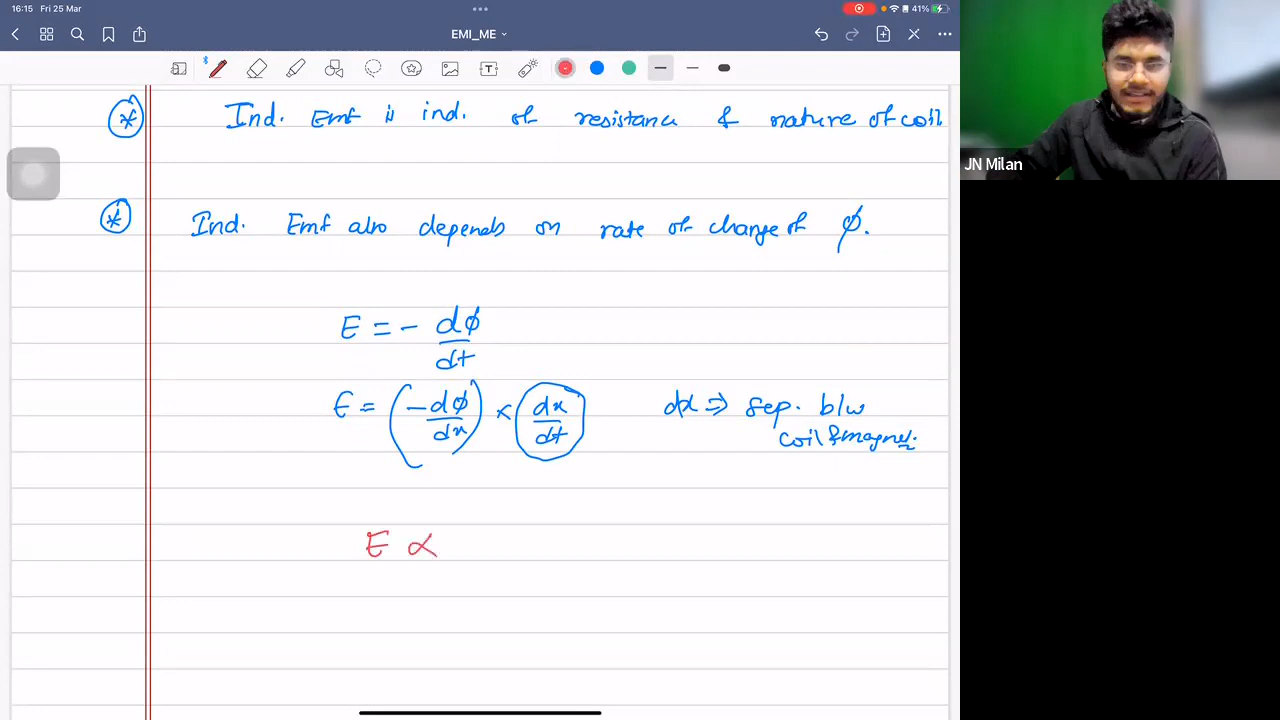 16:15 Fri 25 Mar
41%
EMI_ME
Ind. Emf is ind. of resistance & nature of coil
JN Milan
Ind. Emf also depends on rate of change of ϕ.
E = - dϕ/dt
E = (-dϕ/dx) × (dx/dt) dx ⇒ sep. b/w
coil & magnet.
E ∝